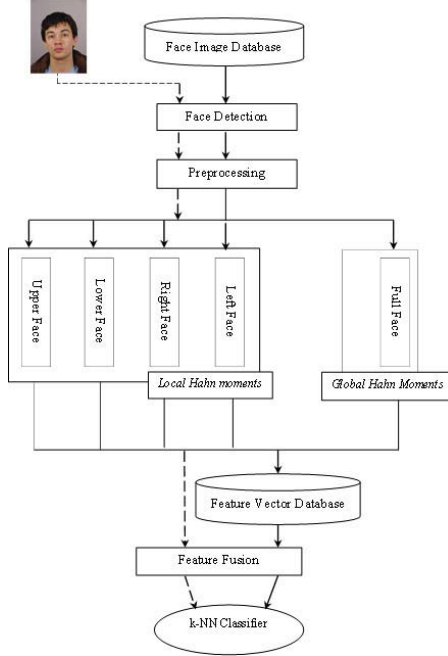 Face Image Database
Face Detection
Preprocessing
Upper Face
Lower Face
Right Face
Left Face
Full Face
Local Hahn moments
Global Hahn Moments
Feature Vector Database
Feature Fusion
k-NN Classifier